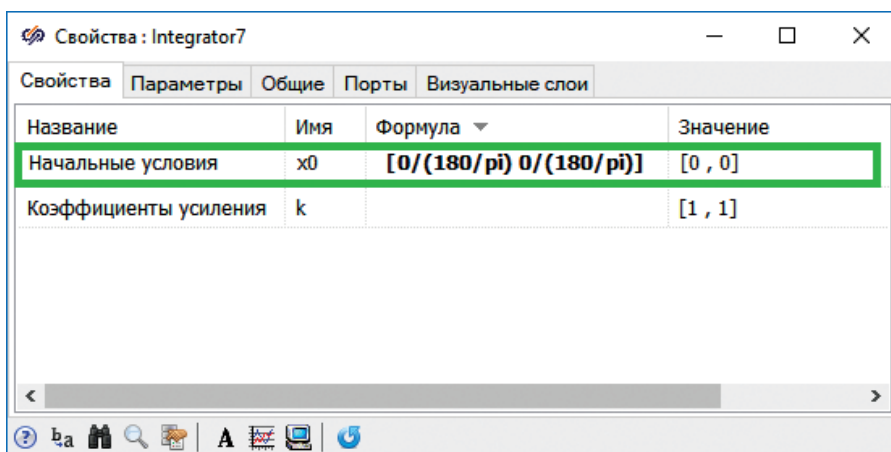 Свойства : Integrator7
Свойства Параметры Общие Порты Визуальные слои
Название Имя Формула Значение
Начальные условия x0 [0/(180/pi) 0/(180/pi)] [0 , 0]
Коэффициенты усиления k [1 , 1]
? ba A